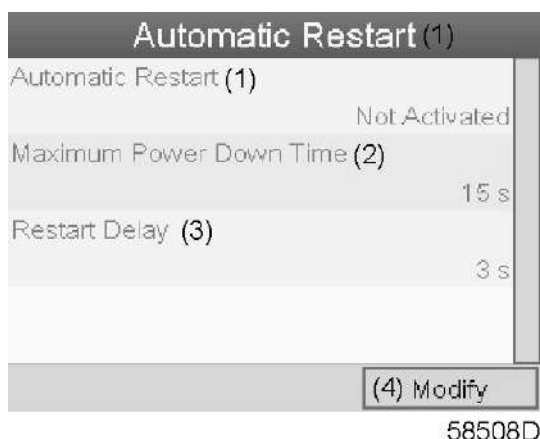 Automatic Restart (1)
Automatic Restart (1)
Not Activated
Maximum Power Down Time (2)
15 s
Restart Delay (3)
3 s
(4) Modify
58508D